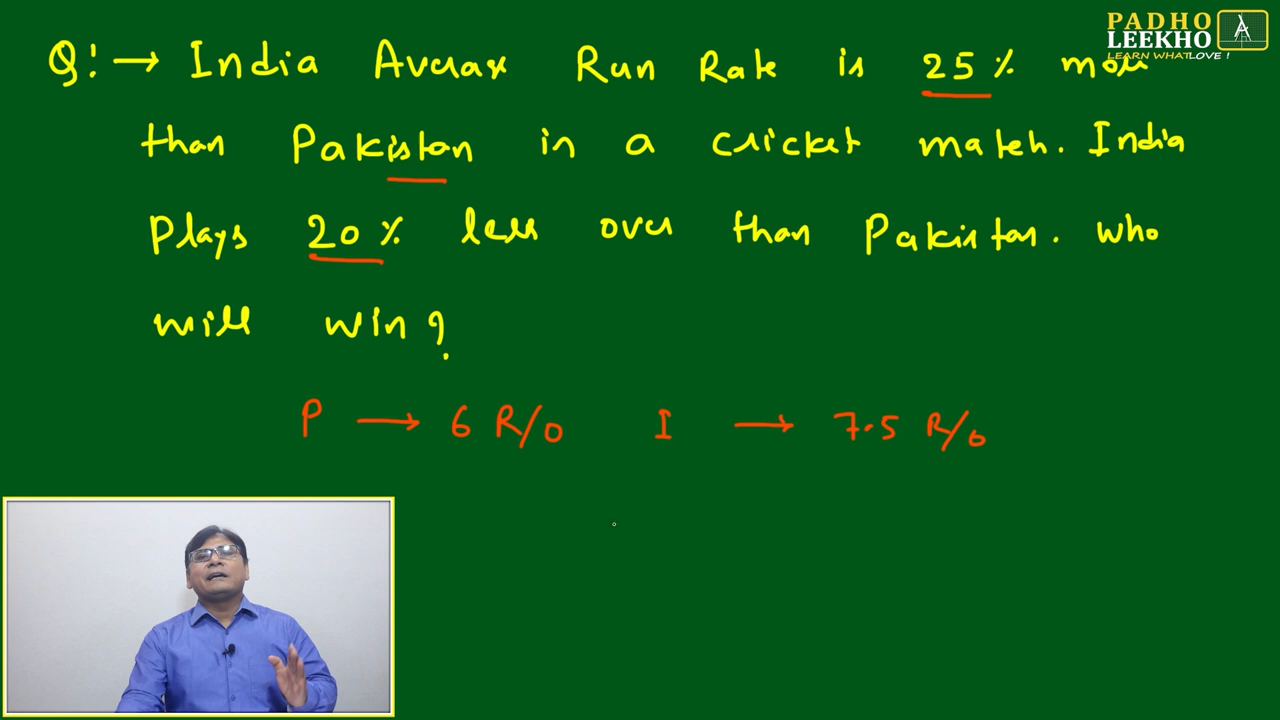 PADHO
LEEKHO
LEARN WHAT LOVE !
Q! → India Average Run Rate is 25% more
than Pakistan in a cricket match. India
Plays 20% less over than Pakistan. who
will win?
P → 6 R/O I → 7.5 R/O